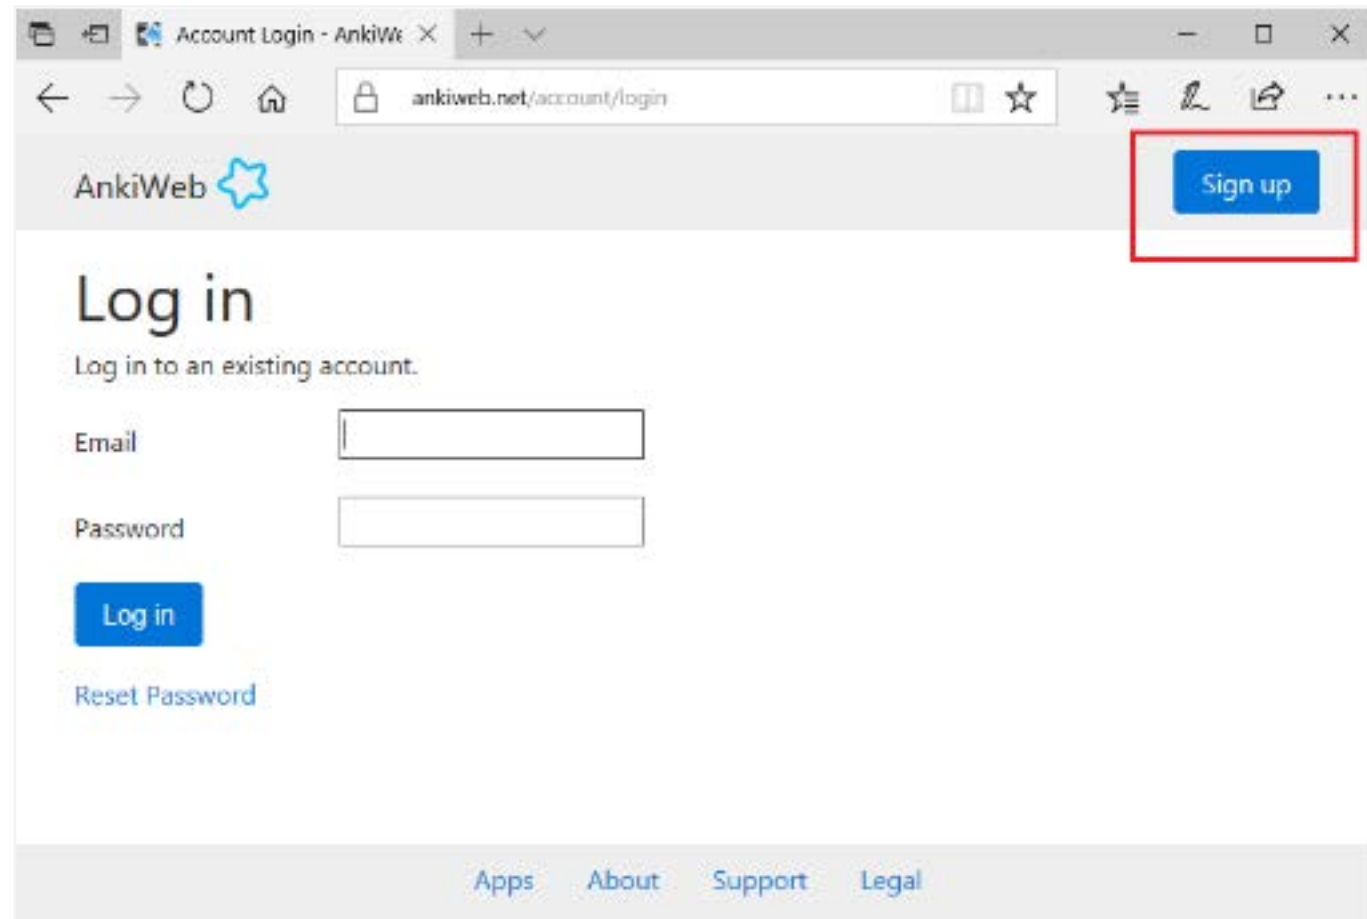 Account Login - AnkiWe
ankiweb.net/account/login
AnkiWeb
Sign up
Log in
Log in to an existing account.
Email
Password
Log in
Reset Password
Apps About Support Legal